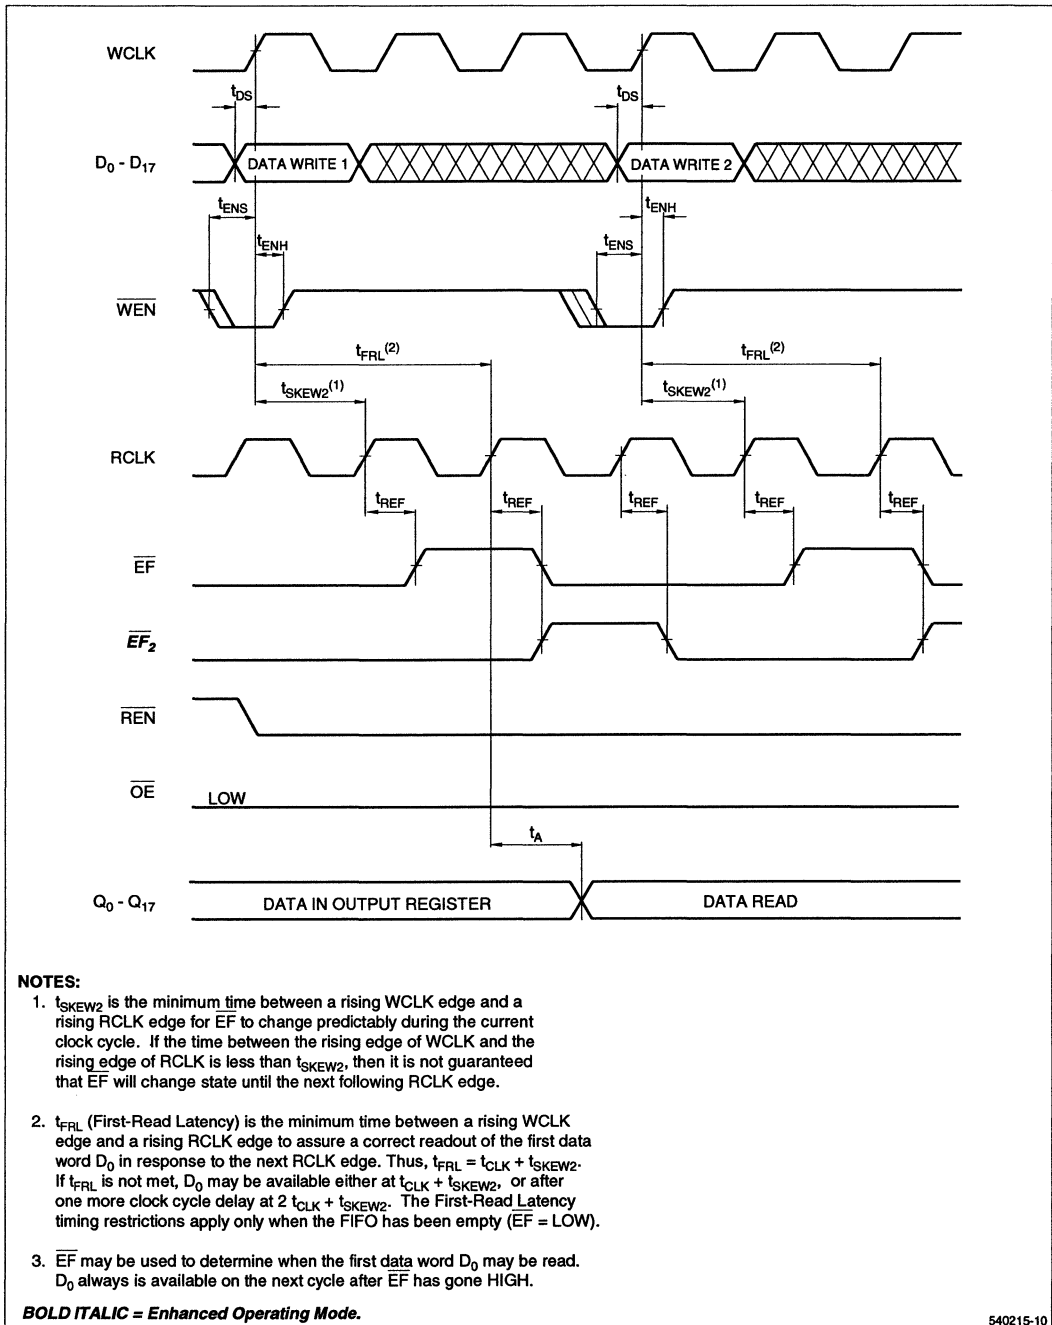 WCLK
tDS
tDS
D0 - D17
DATA WRITE 1
DATA WRITE 2
tENS
tENH
tENH
tENS
WEN
tFRL(2)
tFRL(2)
tSKEW2(1)
tSKEW2(1)
RCLK
tREF
tREF
tREF
tREF
tREF
EF
EF2
REN
OE
LOW
tA
Q0 - Q17
DATA IN OUTPUT REGISTER
DATA READ
NOTES:
1. tSKEW2 is the minimum time between a rising WCLK edge and a
rising RCLK edge for EF to change predictably during the current
clock cycle. If the time between the rising edge of WCLK and the
rising edge of RCLK is less than tSKEW2, then it is not guaranteed
that EF will change state until the next following RCLK edge.
2. tFRL (First-Read Latency) is the minimum time between a rising WCLK
edge and a rising RCLK edge to assure a correct readout of the first data
word D0 in response to the next RCLK edge. Thus, tFRL = tCLK + tSKEW2.
If tFRL is not met, D0 may be available either at tCLK + tSKEW2, or after
one more clock cycle delay at 2 tCLK + tSKEW2. The First-Read Latency
timing restrictions apply only when the FIFO has been empty (EF = LOW).
3. EF may be used to determine when the first data word D0 may be read.
D0 always is available on the next cycle after EF has gone HIGH.
BOLD ITALIC = Enhanced Operating Mode.
540215-10